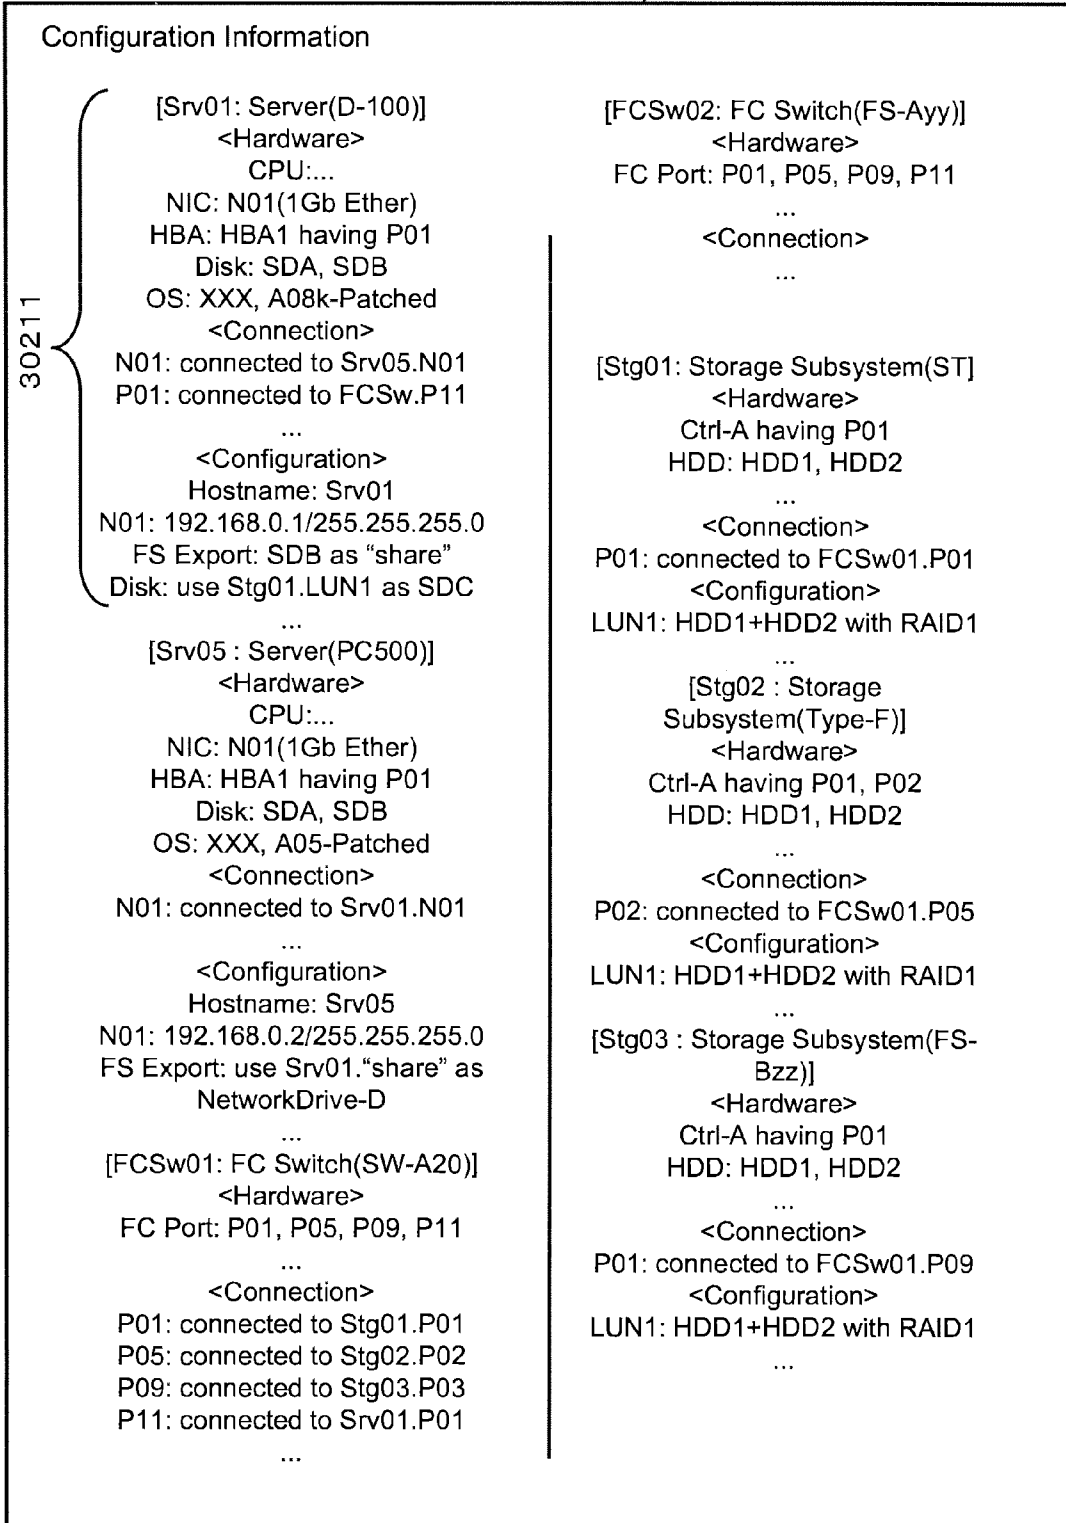 Configuration Information
30211
[Srv01: Server(D-100)]
<Hardware>
CPU:...
NIC: N01(1Gb Ether)
HBA: HBA1 having P01
Disk: SDA, SDB
OS: XXX, A08k-Patched
<Connection>
N01: connected to Srv05.N01
P01: connected to FCSw.P11
...
<Configuration>
Hostname: Srv01
N01: 192.168.0.1/255.255.255.0
FS Export: SDB as “share”
Disk: use Stg01.LUN1 as SDC
...
[Srv05 : Server(PC500)]
<Hardware>
CPU:...
NIC: N01(1Gb Ether)
HBA: HBA1 having P01
Disk: SDA, SDB
OS: XXX, A05-Patched
<Connection>
N01: connected to Srv01.N01
...
<Configuration>
Hostname: Srv05
N01: 192.168.0.2/255.255.255.0
FS Export: use Srv01.“share” as
NetworkDrive-D
...
[FCSw01: FC Switch(SW-A20)]
<Hardware>
FC Port: P01, P05, P09, P11
...
<Connection>
P01: connected to Stg01.P01
P05: connected to Stg02.P02
P09: connected to Stg03.P03
P11: connected to Srv01.P01
...
[FCSw02: FC Switch(FS-Ayy)]
<Hardware>
FC Port: P01, P05, P09, P11
...
<Connection>
...
[Stg01: Storage Subsystem(ST]
<Hardware>
Ctrl-A having P01
HDD: HDD1, HDD2
...
<Connection>
P01: connected to FCSw01.P01
<Configuration>
LUN1: HDD1+HDD2 with RAID1
...
[Stg02 : Storage
Subsystem(Type-F)]
<Hardware>
Ctrl-A having P01, P02
HDD: HDD1, HDD2
...
<Connection>
P02: connected to FCSw01.P05
<Configuration>
LUN1: HDD1+HDD2 with RAID1
...
[Stg03 : Storage Subsystem(FS-
Bzz)]
<Hardware>
Ctrl-A having P01
HDD: HDD1, HDD2
...
<Connection>
P01: connected to FCSw01.P09
<Configuration>
LUN1: HDD1+HDD2 with RAID1
...